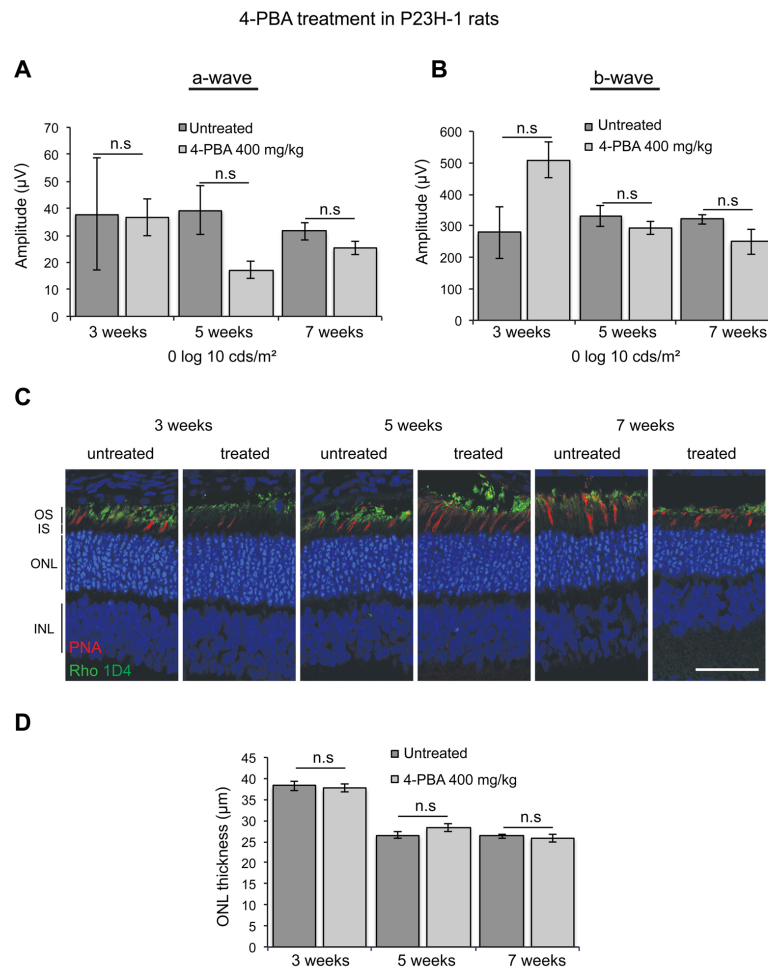 4-PBA treatment in P23H-1 rats
A
a-wave
Untreated
4-PBA 400 mg/kg
n.s
n.s
n.s
Amplitude (μV)
70
60
50
40
30
20
10
0
3 weeks 5 weeks 7 weeks
0 log 10 cds/m²
B
b-wave
Untreated
4-PBA 400 mg/kg
n.s
n.s
n.s
Amplitude (μV)
600
500
400
300
200
100
0
3 weeks 5 weeks 7 weeks
0 log 10 cds/m²
C
3 weeks 5 weeks 7 weeks
untreated treated untreated treated untreated treated
OS
IS
ONL
INL
PNA
Rho 1D4
D
Untreated
4-PBA 400 mg/kg
n.s
n.s
n.s
ONL thickness (μm)
45
40
35
30
25
20
15
10
5
0
3 weeks 5 weeks 7 weeks